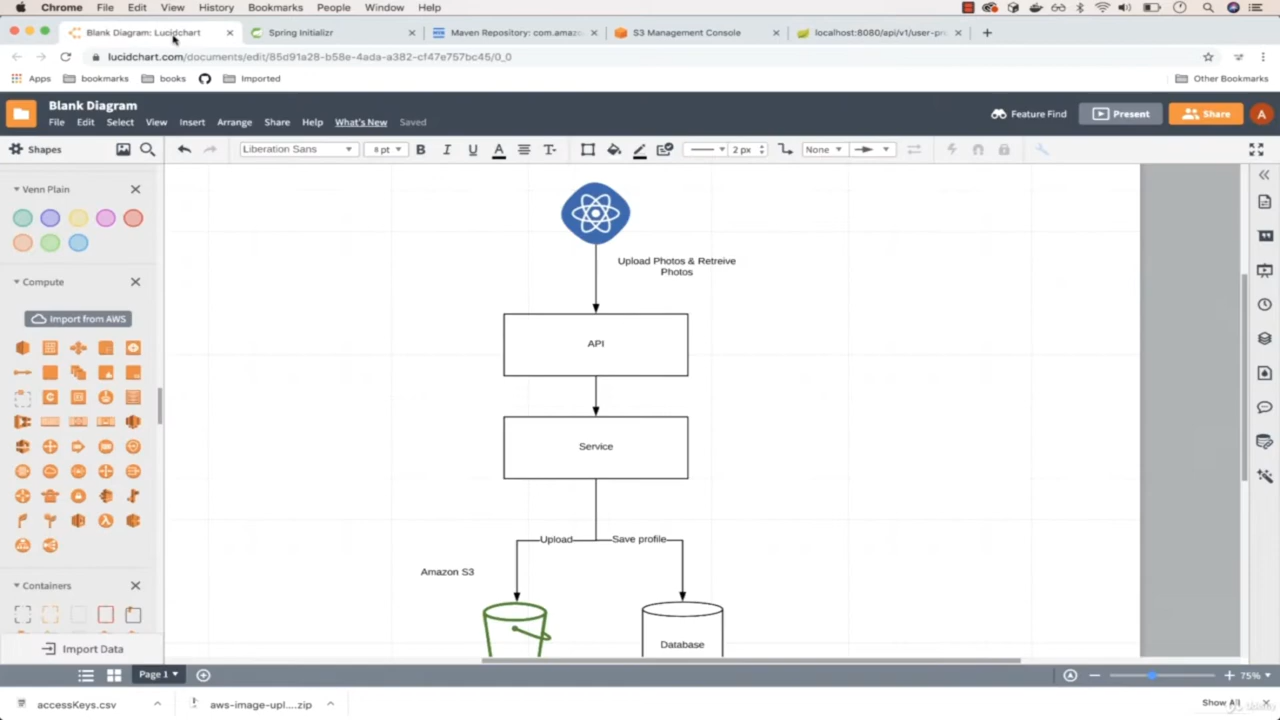 Chrome File Edit View History Bookmarks People Window Help
Blank Diagram: Lucidchart
Spring Initializr
Maven Repository: com.amazo
S3 Management Console
localhost:8080/api/v1/user-pro
lucidchart.com/documents/edit/85d91a28-b58e-4ada-a382-cf47e757bc45/0_0
Apps bookmarks books Imported Other Bookmarks
Blank Diagram
File Edit Select View Insert Arrange Share Help What's New Saved
Feature Find Present Share A
Shapes Liberation Sans 8 pt B I U A T 2 px None
Venn Plain
Compute
Import from AWS
Containers
Import Data
Upload Photos & Retreive
Photos
API
Service
Upload
Save profile
Amazon S3
Database
Page 1
75%
accessKeys.csv
aws-image-upl....zip
Show All